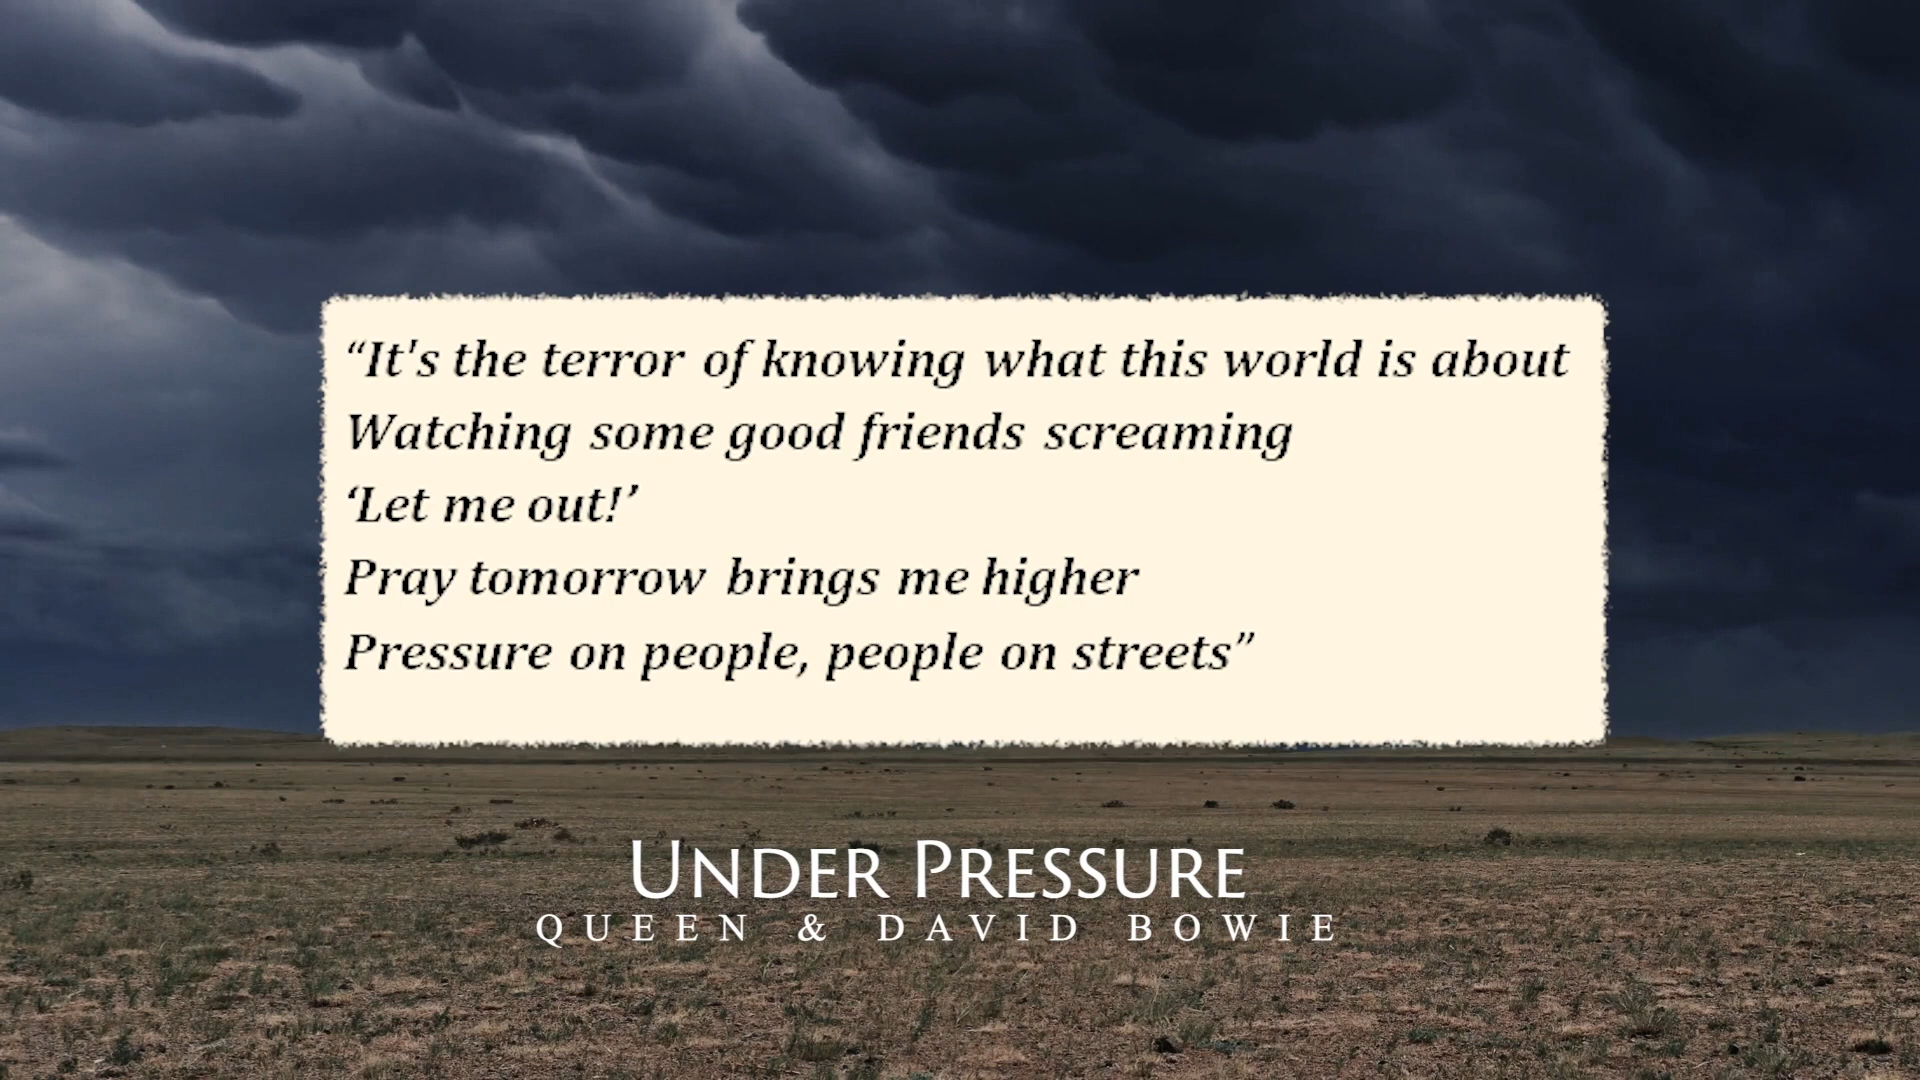 “It's the terror of knowing what this world is about
Watching some good friends screaming
‘Let me out!’
Pray tomorrow brings me higher
Pressure on people, people on streets”
UNDER PRESSURE
QUEEN & DAVID BOWIE